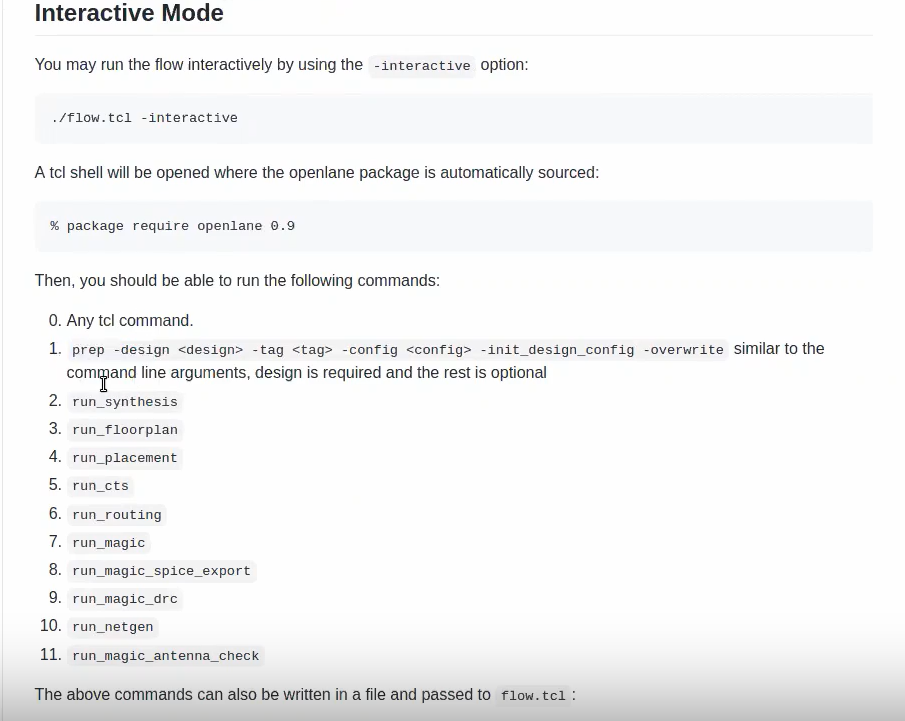 Interactive Mode
You may run the flow interactively by using the -interactive option:
./flow.tcl -interactive
A tcl shell will be opened where the openlane package is automatically sourced:
% package require openlane 0.9
Then, you should be able to run the following commands:
0. Any tcl command.
1. prep -design <design> -tag <tag> -config <config> -init_design_config -overwrite similar to the
command line arguments, design is required and the rest is optional
2. run_synthesis
3. run_floorplan
4. run_placement
5. run_cts
6. run_routing
7. run_magic
8. run_magic_spice_export
9. run_magic_drc
10. run_netgen
11. run_magic_antenna_check
The above commands can also be written in a file and passed to flow.tcl :